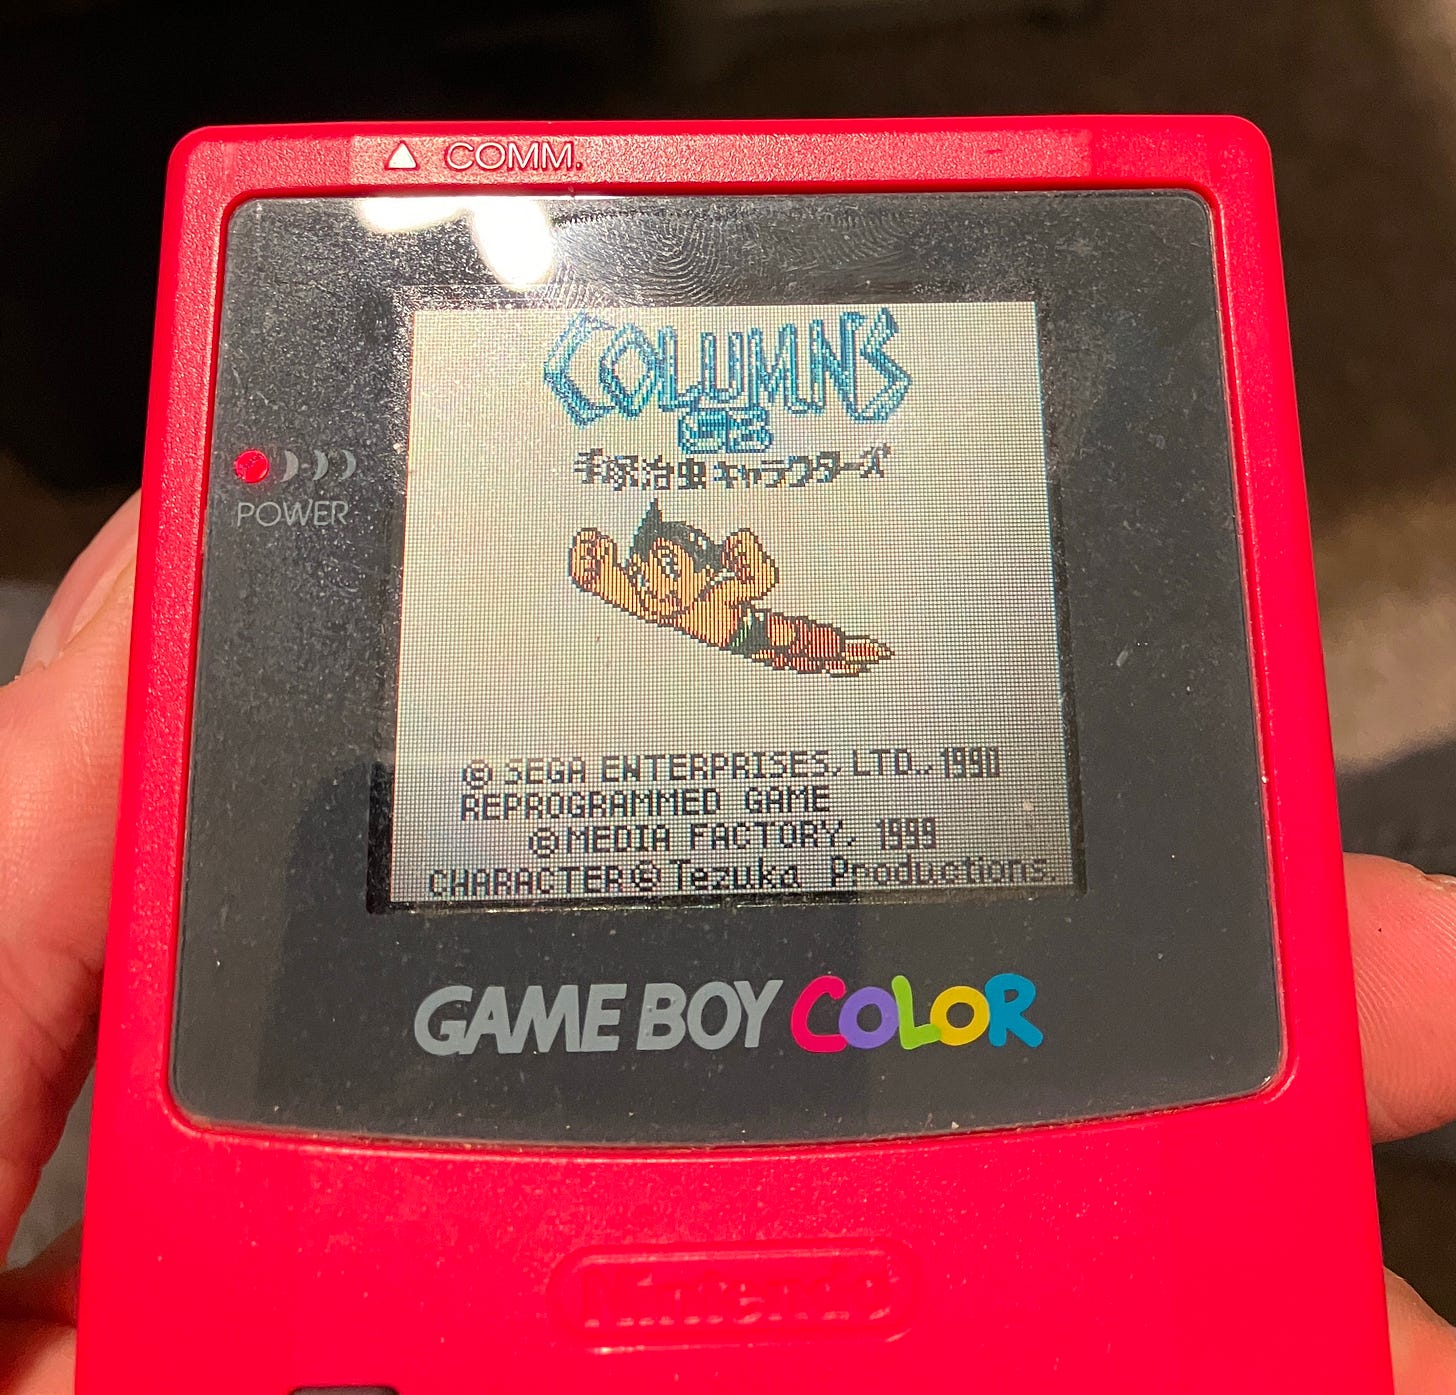 COMM.
COLUMNS
GB
手塚治虫キャラクターズ
POWER
© SEGA ENTERPRISES, LTD., 1990
REPROGRAMMED GAME
© MEDIA FACTORY, 1999
CHARACTER © Tezuka Productions.
GAME BOY COLOR
Nintendo